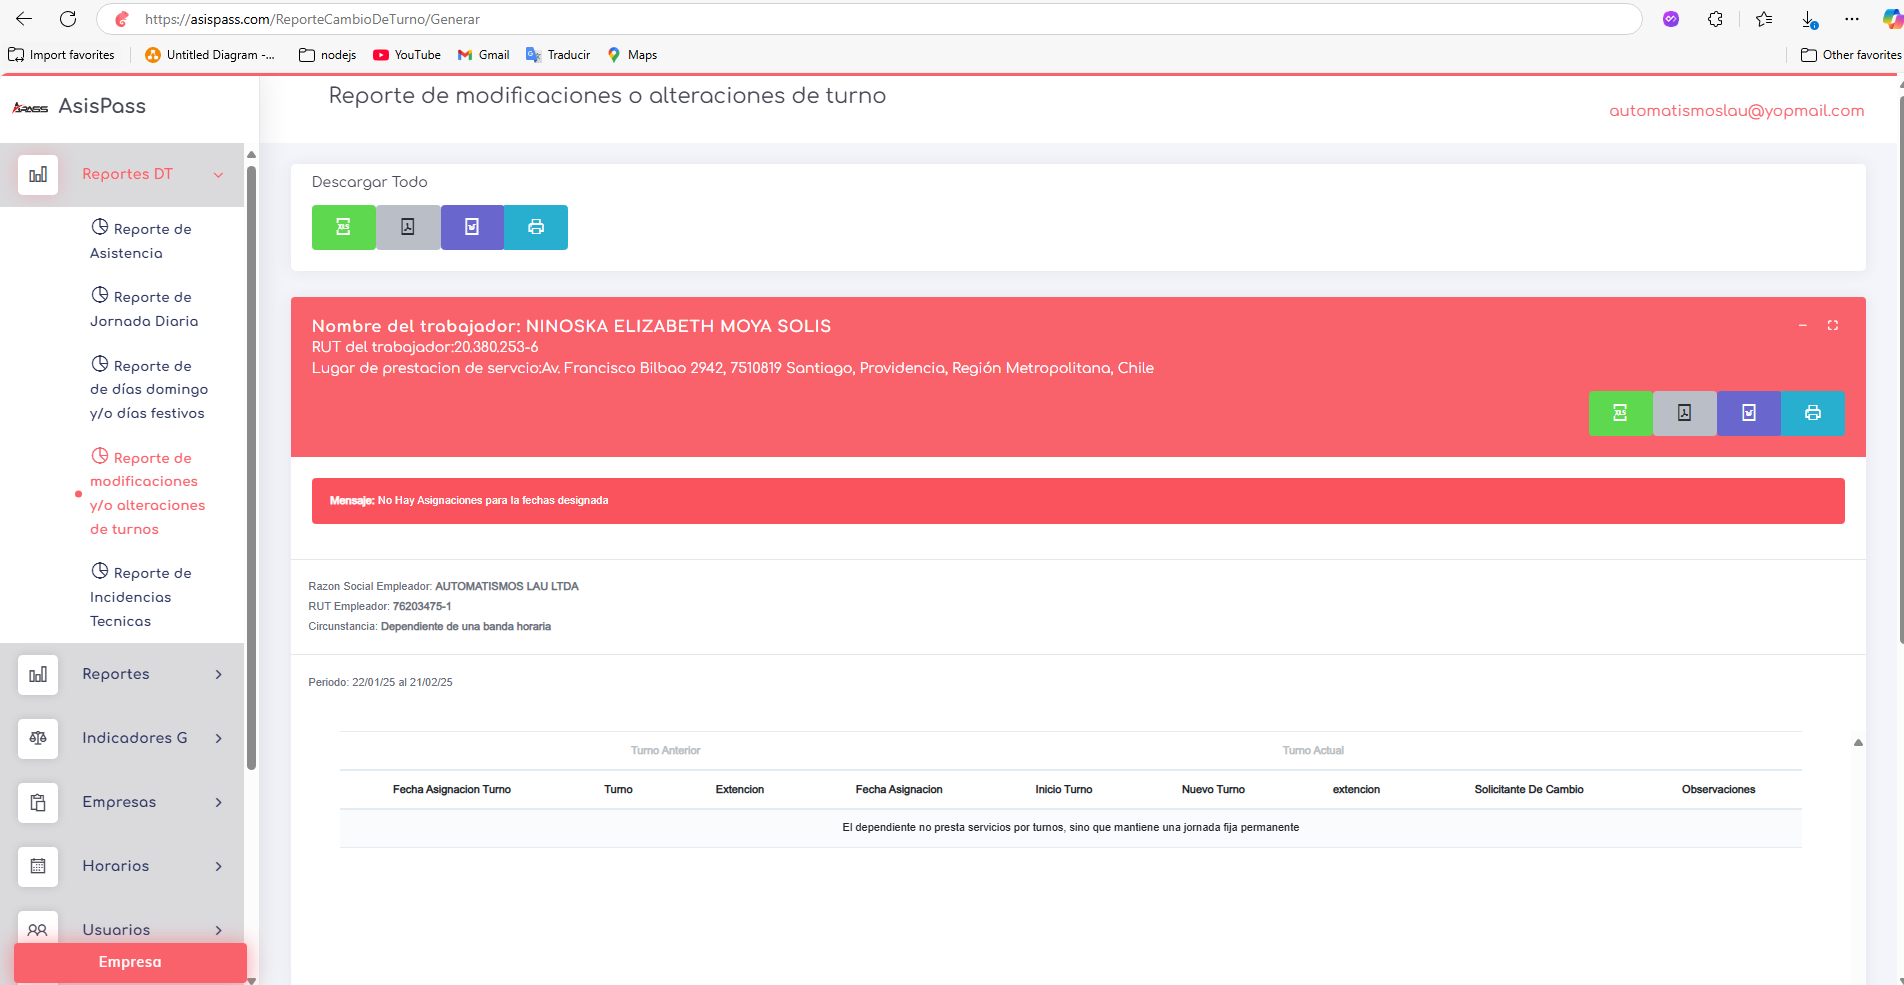 https://asispass.com/ReporteCambioDeTurno/Generar
Import favorites
Untitled Diagram -...
nodejs
YouTube
Gmail
Traducir
Maps
Other favorites
AsisPass
Reporte de modificaciones o alteraciones de turno
automatismoslau@yopmail.com
Reportes DT
Reporte de
Asistencia
Reporte de
Jornada Diaria
Reporte de
de días domingo
y/o días festivos
Reporte de
modificaciones
y/o alteraciones
de turnos
Reporte de
Incidencias
Tecnicas
Reportes
Indicadores G
Empresas
Horarios
Usuarios
Empresa
Descargar Todo
XLS
Nombre del trabajador: NINOSKA ELIZABETH MOYA SOLIS
RUT del trabajador:20,380,253-6
Lugar de prestacion de servcio:Av. Francisco Bilbao 2942, 7510819 Santiago, Providencia, Región Metropolitana, Chile
XLS
Mensaje: No Hay Asignaciones para la fechas designada
Razon Social Empleador: AUTOMATISMOS LAU LTDA
RUT Empleador: 76203475-1
Circunstancia: Dependiente de una banda horaria
Periodo: 22/01/25 al 21/02/25
Turno Anterior Turno Actual
Fecha Asignacion Turno Turno Extencion Fecha Asignacion Inicio Turno Nuevo Turno extencion Solicitante De Cambio Observaciones
El dependiente no presta servicios por turnos, sino que mantiene una jornada fija permanente